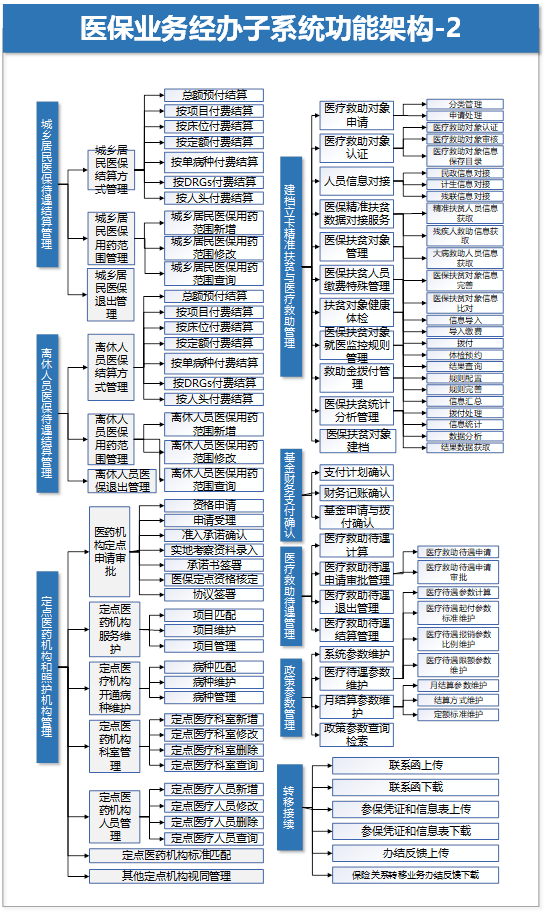 医保业务经办子系统功能架构-2
城乡居民医保待遇结算管理
城乡居
民医保
结算方
式管理
总额预付结算
按项目付费结算
按床位付费结算
按定额付费结算
按单病种付费结算
按DRGs付费结算
按人头付费结算
城乡居
民医保
用药范
围管理
城乡居民医保用药
范围新增
城乡居民医保用药
范围修改
城乡居民医保用药
范围查询
城乡居
民医保
退出管
理
离休人员医保待遇结算管理
离休人
员医保
结算方
式管理
总额预付结算
按项目付费结算
按床位付费结算
按定额付费结算
按单病种付费结算
按DRGs付费结算
按人头付费结算
离休人
员医保
用药范
围管理
离休人员医保用药
范围新增
离休人员医保用药
范围修改
离休人员医保用药
范围查询
离休人员医
保退出管理
定点医药机构和照护机构管理
医药机
构定点
申请审
批
资格申请
申请受理
准入承诺确认
实地考察资料录入
承诺书签署
医保定点资格核定
协议签署
定点医
药机构
服务维
护
项目匹配
项目维护
项目管理
定点医
疗机构
开通病
种维护
病种匹配
病种维护
病种管理
定点医
药机构
科室管
理
定点医疗科室新增
定点医疗科室修改
定点医疗科室删除
定点医疗科室查询
定点医
药机构
人员管
理
定点医疗人员新增
定点医疗人员修改
定点医疗人员删除
定点医疗人员查询
定点医药机构标准匹配
其他定点机构视同管理
建档立卡精准扶贫与医疗救助管理
医疗救助对象
申请
医疗救助对象
认证
人员信息对接
医保精准扶贫
数据对接服务
医保扶贫对象
管理
医保扶贫人员
缴费特殊管理
扶贫对象健康
体检
医保扶贫对象
就医监控规则
管理
救助金拨付管
理
医保扶贫统计
分析管理
医保扶贫对象
建档
分类管理
申请处理
医疗救助对象认证
医疗救助对象审核
医疗救助对象信息
保存目录
民政信息对接
计生信息对接
残联信息对接
精准扶贫人员信息
获取
残疾人救助信息获
取
大病救助人员信息
获取
医保扶贫对象信息
完善
医保扶贫对象信息
比对
信息导入
导入缴费
拨付
体检预约
结果查询
规则配置
规则完善
信息汇总
拨付处理
信息统计
数据分析
结果数据获取
基金财务支付确认
支付计划确认
财务记账确认
基金申请与拨
付确认
医疗救助待遇管理
医疗救助待遇
计算
医疗救助待遇
申请审批管理
医疗救助待遇
退出管理
医疗救助待遇
结算管理
医疗救助待遇申请
医疗救助待遇申请
审批
政策参数管理
系统参数维护
医疗待遇参数
维护
月结算参数维
护
政策参数查询
检索
医疗待遇参数计算
医疗待遇起付参数
标准维护
医疗待遇报销参数
比例维护
医疗待遇限额参数
维护
月结算参数维护
结算方式维护
定额标准维护
转移接续
联系函上传
联系函下载
参保凭证和信息表上传
参保凭证和信息表下载
办结反馈上传
保险关系转移业务办结反馈下载